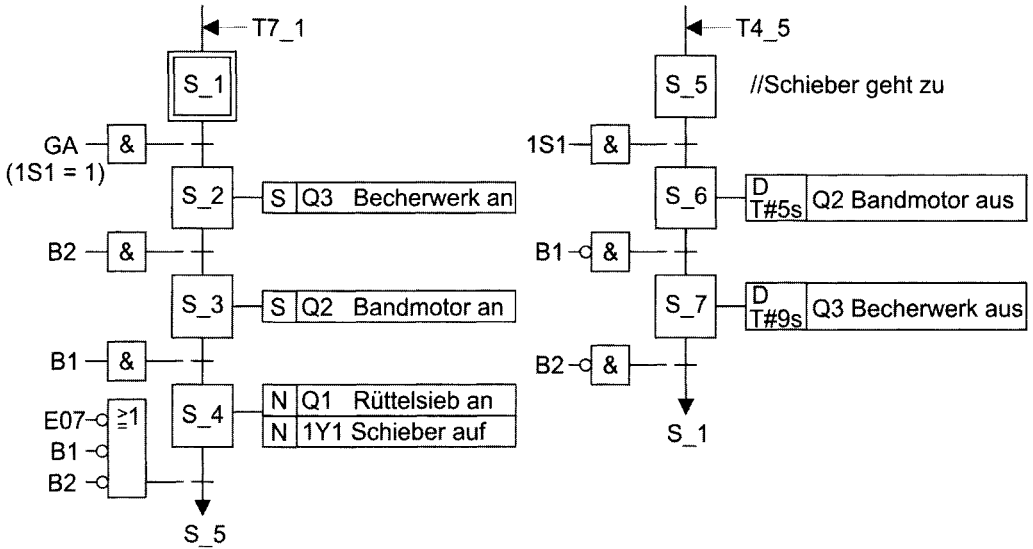 T7_1
S_1
GA
&
(1S1 = 1)
S_2
S Q3 Becherwerk an
B2
&
S_3
S Q2 Bandmotor an
B1
&
S_4
N Q1 Rüttelsieb an
N 1Y1 Schieber auf
E07
≥1
B1
B2
S_5
T4_5
S_5
//Schieber geht zu
1S1
&
S_6
D
T#5s
Q2 Bandmotor aus
B1
&
S_7
D
T#9s
Q3 Becherwerk aus
B2
&
S_1